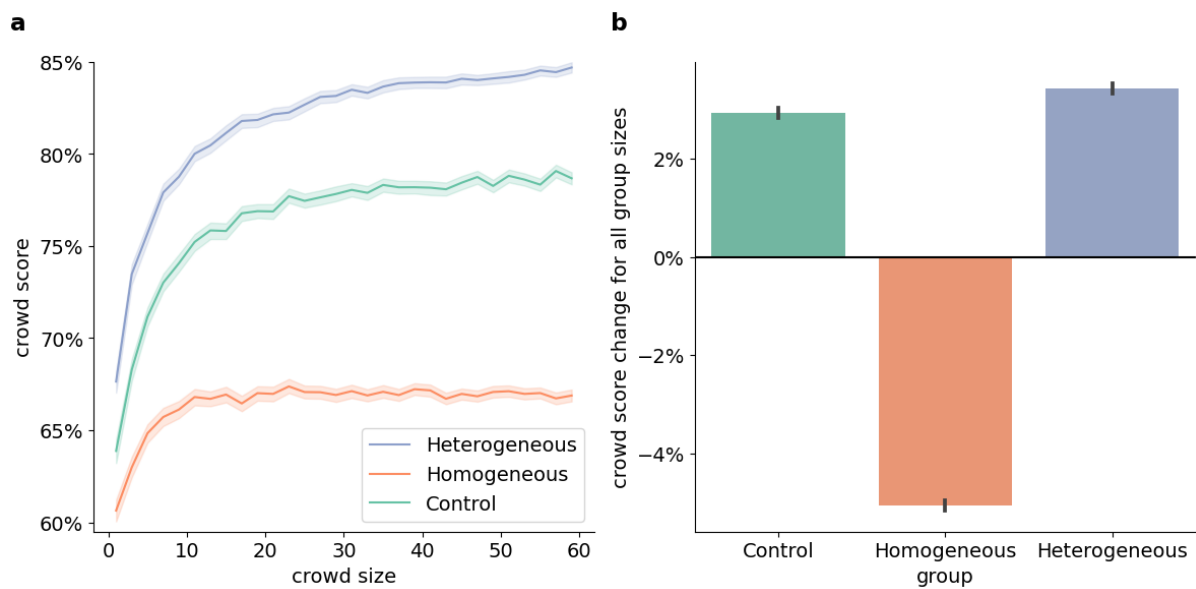 a
85%
80%
75%
70%
65%
60%
crowd score
0 10 20 30 40 50 60
crowd size
Heterogeneous
Homogeneous
Control
b
2%
0%
−2%
−4%
crowd score change for all group sizes
Control Homogeneous Heterogeneous
group